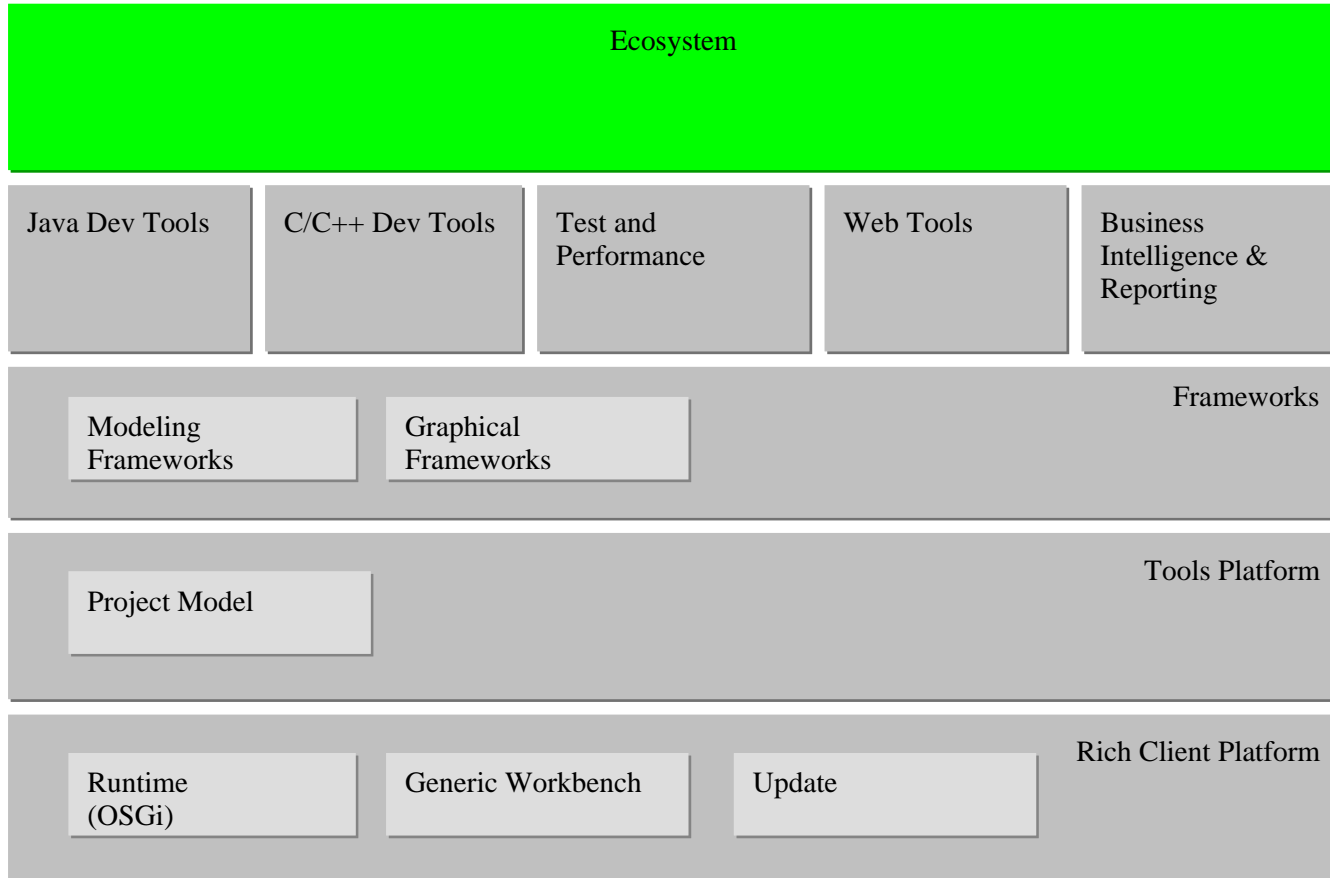 Ecosystem
Java Dev Tools
C/C++ Dev Tools
Test and
Performance
Web Tools
Business
Intelligence &
Reporting
Frameworks
Modeling
Frameworks
Graphical
Frameworks
Tools Platform
Project Model
Rich Client Platform
Runtime
(OSGi)
Generic Workbench
Update